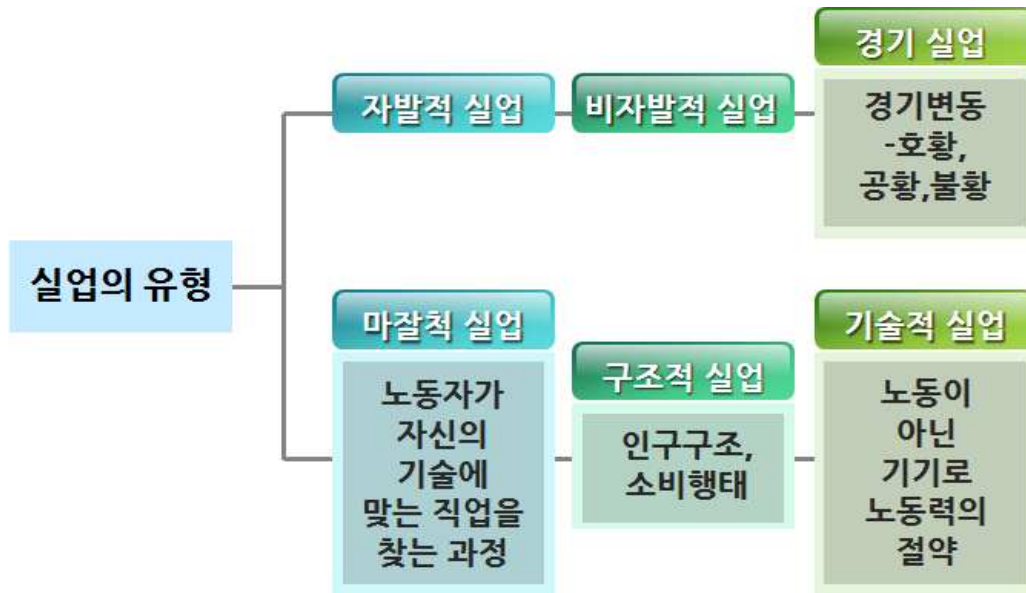 실업의 유형
자발적 실업
비자발적 실업
경기 실업
경기변동
-호황,
공황,불황
마잘척 실업
노동자가
자신의
기술에
맞는 직업을
찾는 과정
구조적 실업
인구구조,
소비행태
기술적 실업
노동이
아닌
기기로
노동력의
절약